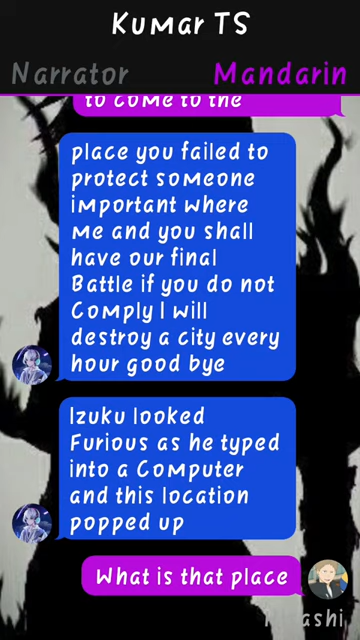 Kumar TS
Narrator Mandarin
to come to the
place you failed to
protect someone
important where
me and you shall
have our final
Battle if you do not
Comply I will
destroy a city every
hour good bye
Izuku looked
Furious as he typed
into a Computer
and this location
popped up
What is that place